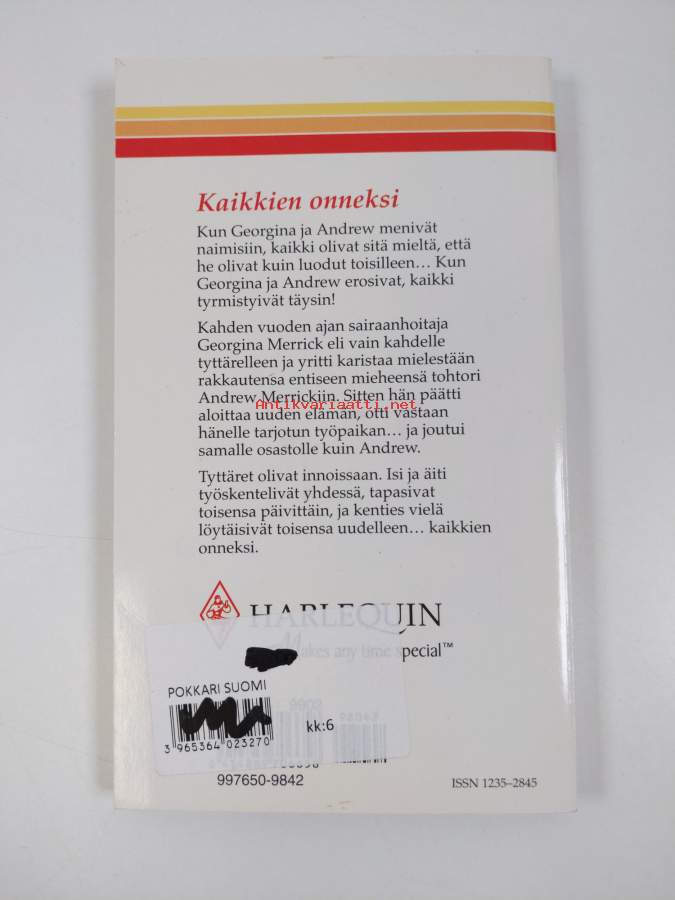 Kaikkien onneksi
Kun Georgina ja Andrew menivät
naimisiin, kaikki olivat sitä mieltä, että
he olivat kuin luodut toisilleen… Kun
Georgina ja Andrew erosivat, kaikki
tyrmistyivät täysin!
Kahden vuoden ajan sairaanhoitaja
Georgina Merrick eli vain kahdelle
tyttärelleen ja yritti karistaa mielestään
rakkautensa entiseen mieheensä tohtori
Andrew Merrickiin. Sitten hän päätti
Antikvariaatti.net
aloittaa uuden elämän, otti vastaan
hänelle tarjotun työpaikan… ja joutui
samalle osastolle kuin Andrew.
Tyttäret olivat innoissaan. Isi ja äiti
työskentelivät yhdessä, tapasivat
toisensa päivittäin, ja kenties vielä
löytäisivät toisensa uudelleen… kaikkien
onneksi.
HARLEQUIN
Makes any time special™
POKKARI SUOMI
kk:6
3 965364 023270
997650-9842
ISSN 1235–2845